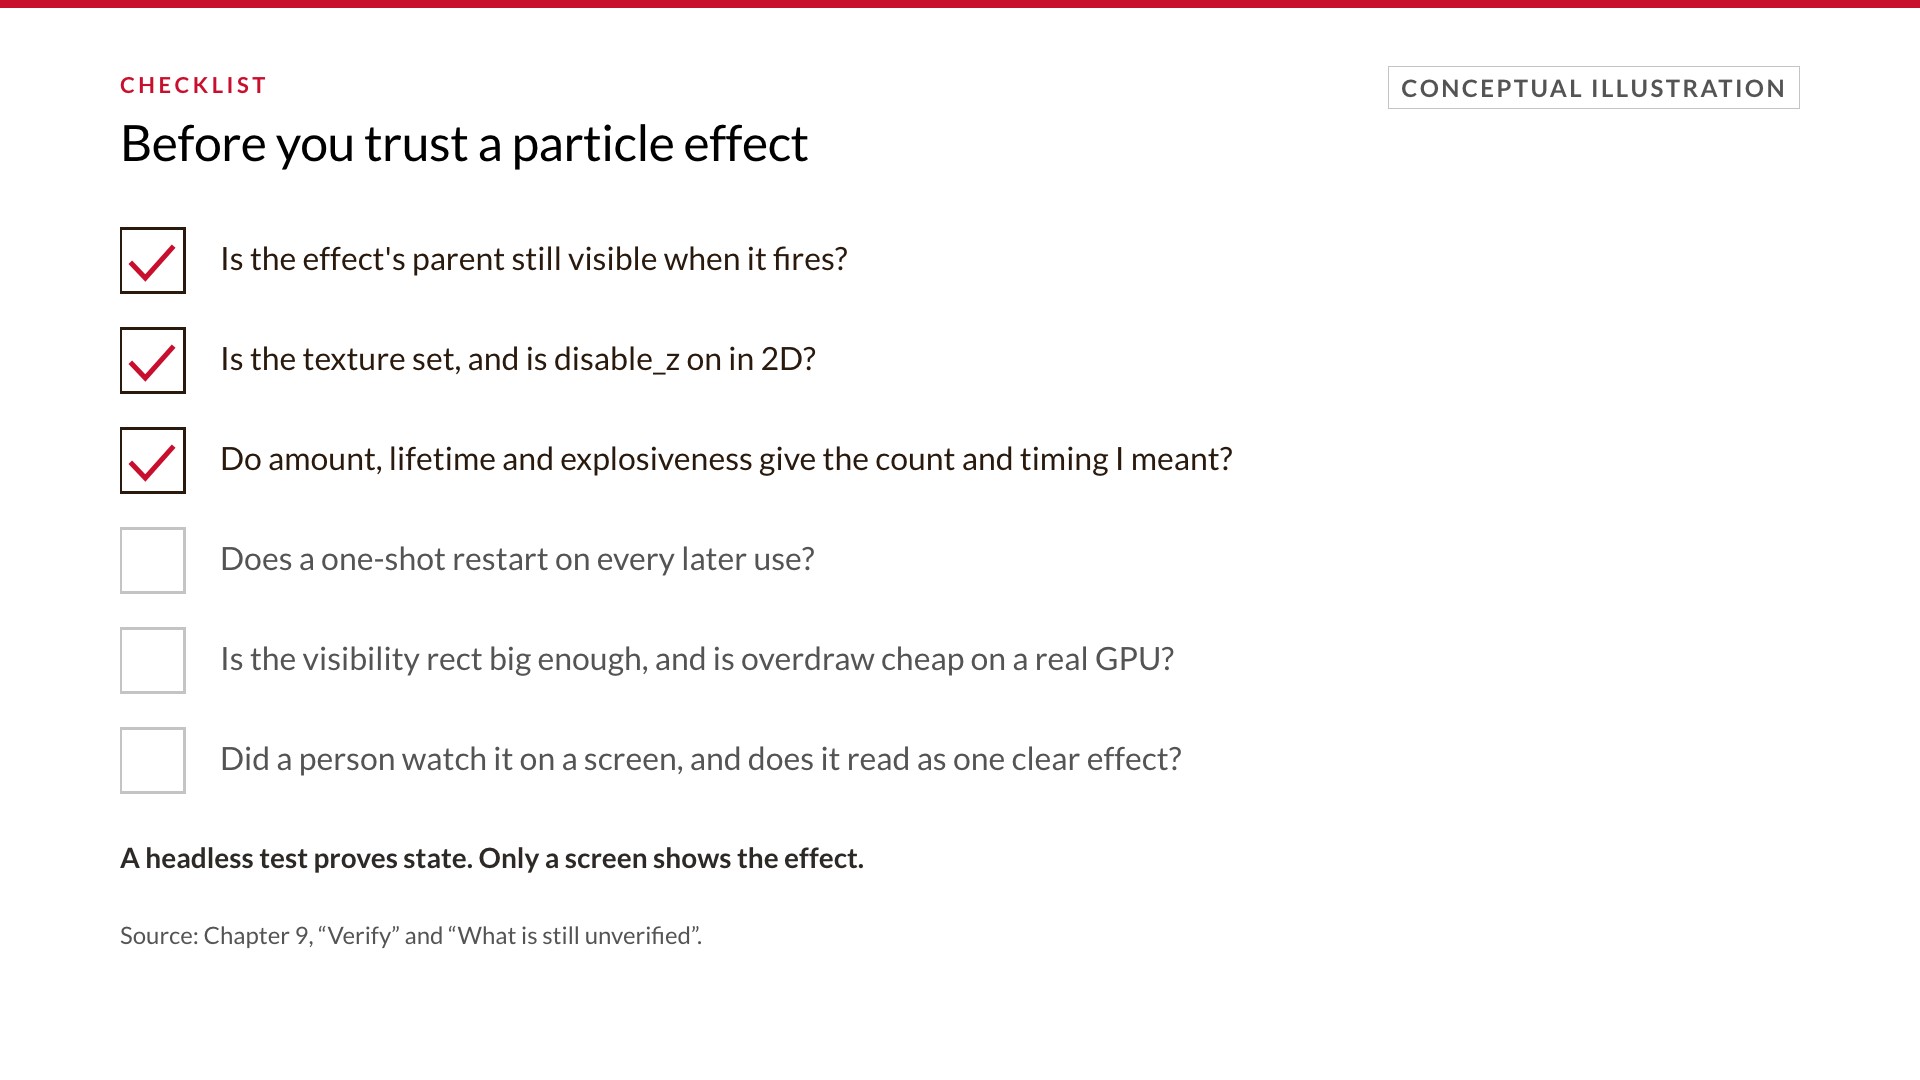 CHECKLIST
CONCEPTUAL ILLUSTRATION
Before you trust a particle effect
Is the effect's parent still visible when it fires?
Is the texture set, and is disable_z on in 2D?
Do amount, lifetime and explosiveness give the count and timing I meant?
Does a one-shot restart on every later use?
Is the visibility rect big enough, and is overdraw cheap on a real GPU?
Did a person watch it on a screen, and does it read as one clear effect?
A headless test proves state. Only a screen shows the effect.
Source: Chapter 9, “Verify” and “What is still unverified”.